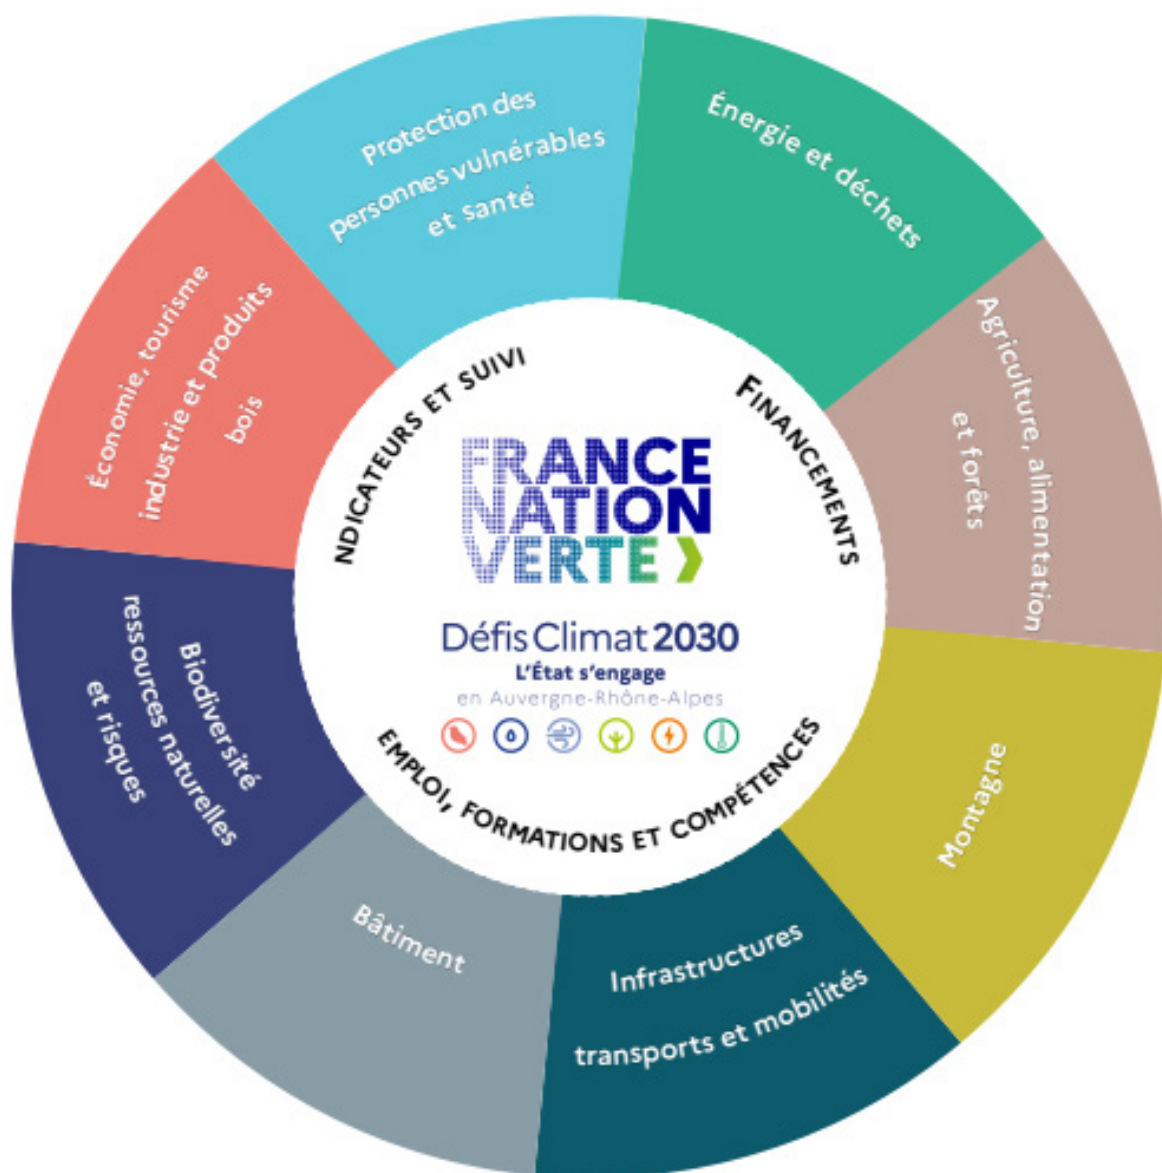 Protection des
personnes vulnérables
et santé
Énergie et déchets
Agriculture, alimentation
et forêts
Montagne
Infrastructures
transports et mobilités
Bâtiment
Biodiversité
ressources naturelles
et risques
Économie, tourisme
industrie et produits
bois
NDICATEURS ET SUIVI
FINANCEMENTS
EMPLOI, FORMATIONS ET COMPÉTENCES
FRANCE
NATION
VERTE
Défis Climat 2030
L'État s'engage
en Auvergne-Rhône-Alpes